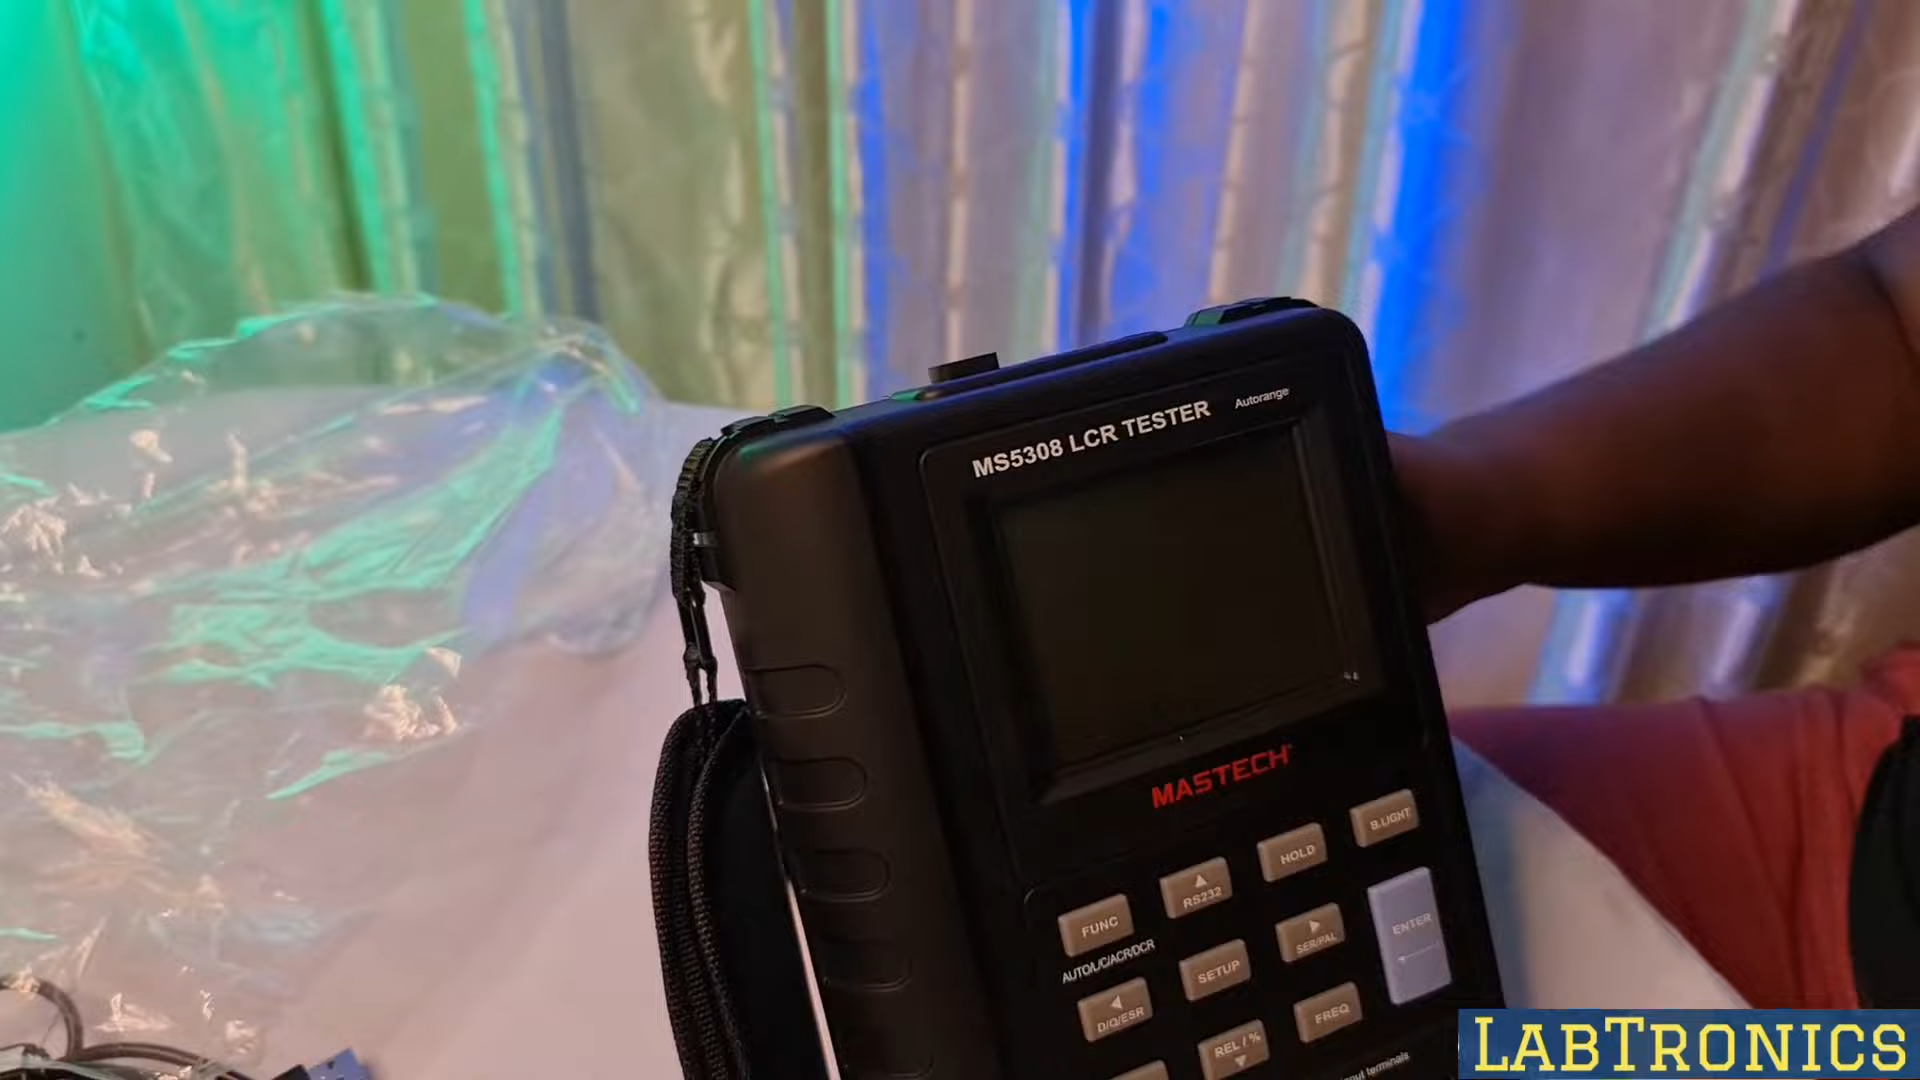 MS5308 LCR TESTER
Autorange
MASTECH
B.LIGHT
HOLD
RS232
FUNC
AUTO/L/C/ACR/DCR
ENTER
SER/PAL
SETUP
D/Q/ESR
FREQ
REL / %
terminals
LABTRONICS